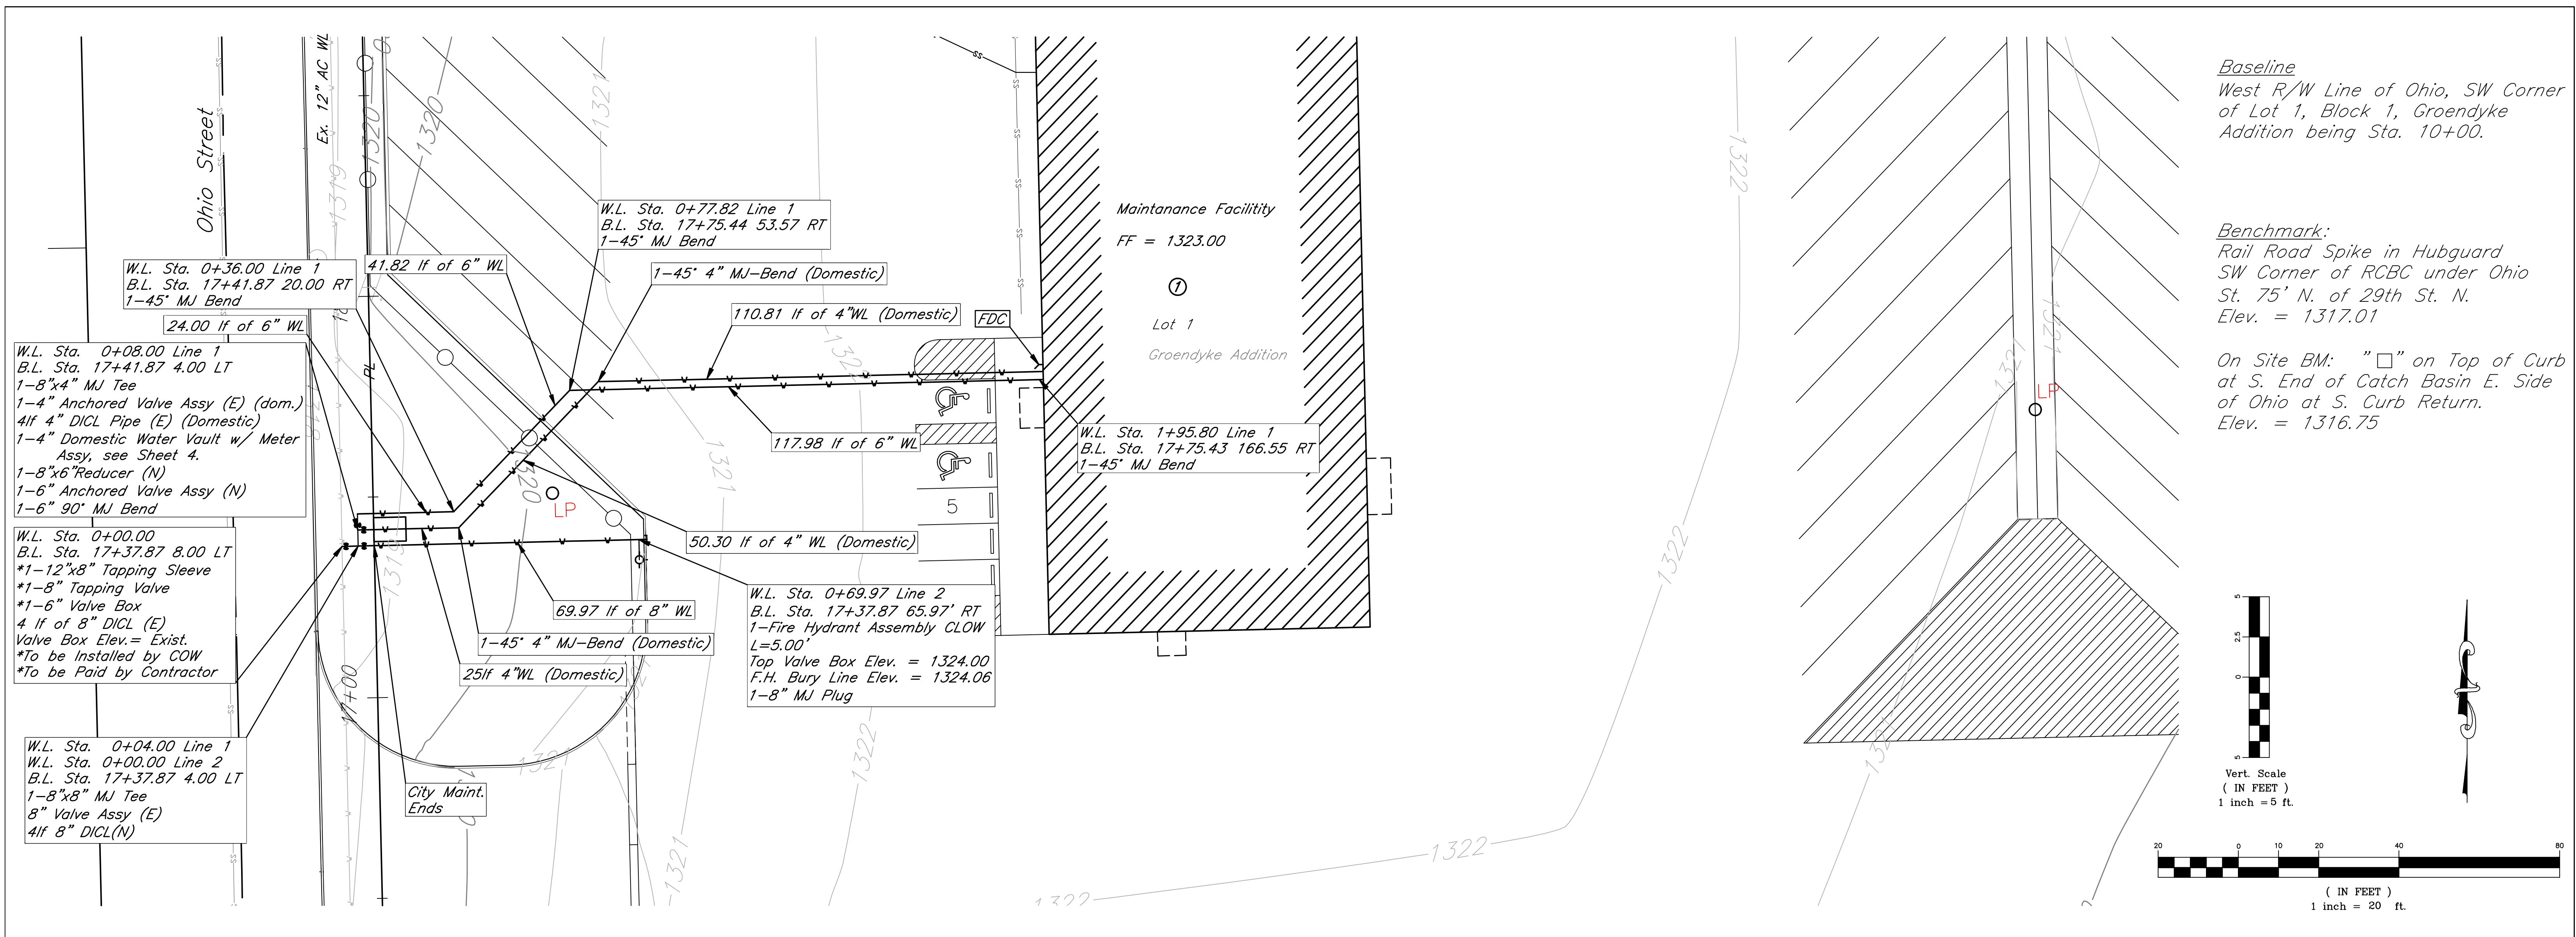 Ohio Street
Ex. 12" AC WL
1319
1320
1320
1321
W.L. Sta. 0+77.82 Line 1
B.L. Sta. 17+75.44 53.57 RT
1-45° MJ Bend
W.L. Sta. 0+36.00 Line 1
B.L. Sta. 17+41.87 20.00 RT
1-45° MJ Bend
41.82 lf of 6" WL
1-45° 4" MJ-Bend (Domestic)
24.00 lf of 6" WL
110.81 lf of 4"WL (Domestic)
FDC
W.L. Sta. 0+08.00 Line 1
B.L. Sta. 17+41.87 4.00 LT
1-8"x4" MJ Tee
1-4" Anchored Valve Assy (E) (dom.)
4lf 4" DICL Pipe (E) (Domestic)
1-4" Domestic Water Vault w/ Meter
Assy, see Sheet 4.
1-8"x6"Reducer (N)
1-6" Anchored Valve Assy (N)
1-6" 90° MJ Bend
PL
117.98 lf of 6" WL
W.L. Sta. 1+95.80 Line 1
B.L. Sta. 17+75.43 166.55 RT
1-45° MJ Bend
W.L. Sta. 0+00.00
B.L. Sta. 17+37.87 8.00 LT
*1-12"x8" Tapping Sleeve
*1-8" Tapping Valve
*1-6" Valve Box
4 lf of 8" DICL (E)
Valve Box Elev.= Exist.
*To be Installed by COW
*To be Paid by Contractor
1320
LP
1321
5
50.30 lf of 4" WL (Domestic)
69.97 lf of 8" WL
1-45° 4" MJ-Bend (Domestic)
25lf 4"WL (Domestic)
W.L. Sta. 0+69.97 Line 2
B.L. Sta. 17+37.87 65.97' RT
1-Fire Hydrant Assembly CLOW
L=5.00'
Top Valve Box Elev. = 1324.00
F.H. Bury Line Elev. = 1324.06
1-8" MJ Plug
17+00
W.L. Sta. 0+04.00 Line 1
W.L. Sta. 0+00.00 Line 2
B.L. Sta. 17+37.87 4.00 LT
1-8"x8" MJ Tee
8" Valve Assy (E)
4lf 8" DICL(N)
City Maint.
Ends
1321
1322
Maintanance Facilitity
FF = 1323.00
1
Lot 1
Groendyke Addition
1322
1322
1322
1322
1321
LP
Baseline
West R/W Line of Ohio, SW Corner
of Lot 1, Block 1, Groendyke
Addition being Sta. 10+00.
Benchmark:
Rail Road Spike in Hubguard
SW Corner of RCBC under Ohio
St. 75' N. of 29th St. N.
Elev. = 1317.01
On Site BM: "□" on Top of Curb
at S. End of Catch Basin E. Side
of Ohio at S. Curb Return.
Elev. = 1316.75
5
2.5
0
5
Vert. Scale
( IN FEET )
1 inch =5 ft.
20 0 10 20 40 80
( IN FEET )
1 inch = 20 ft.